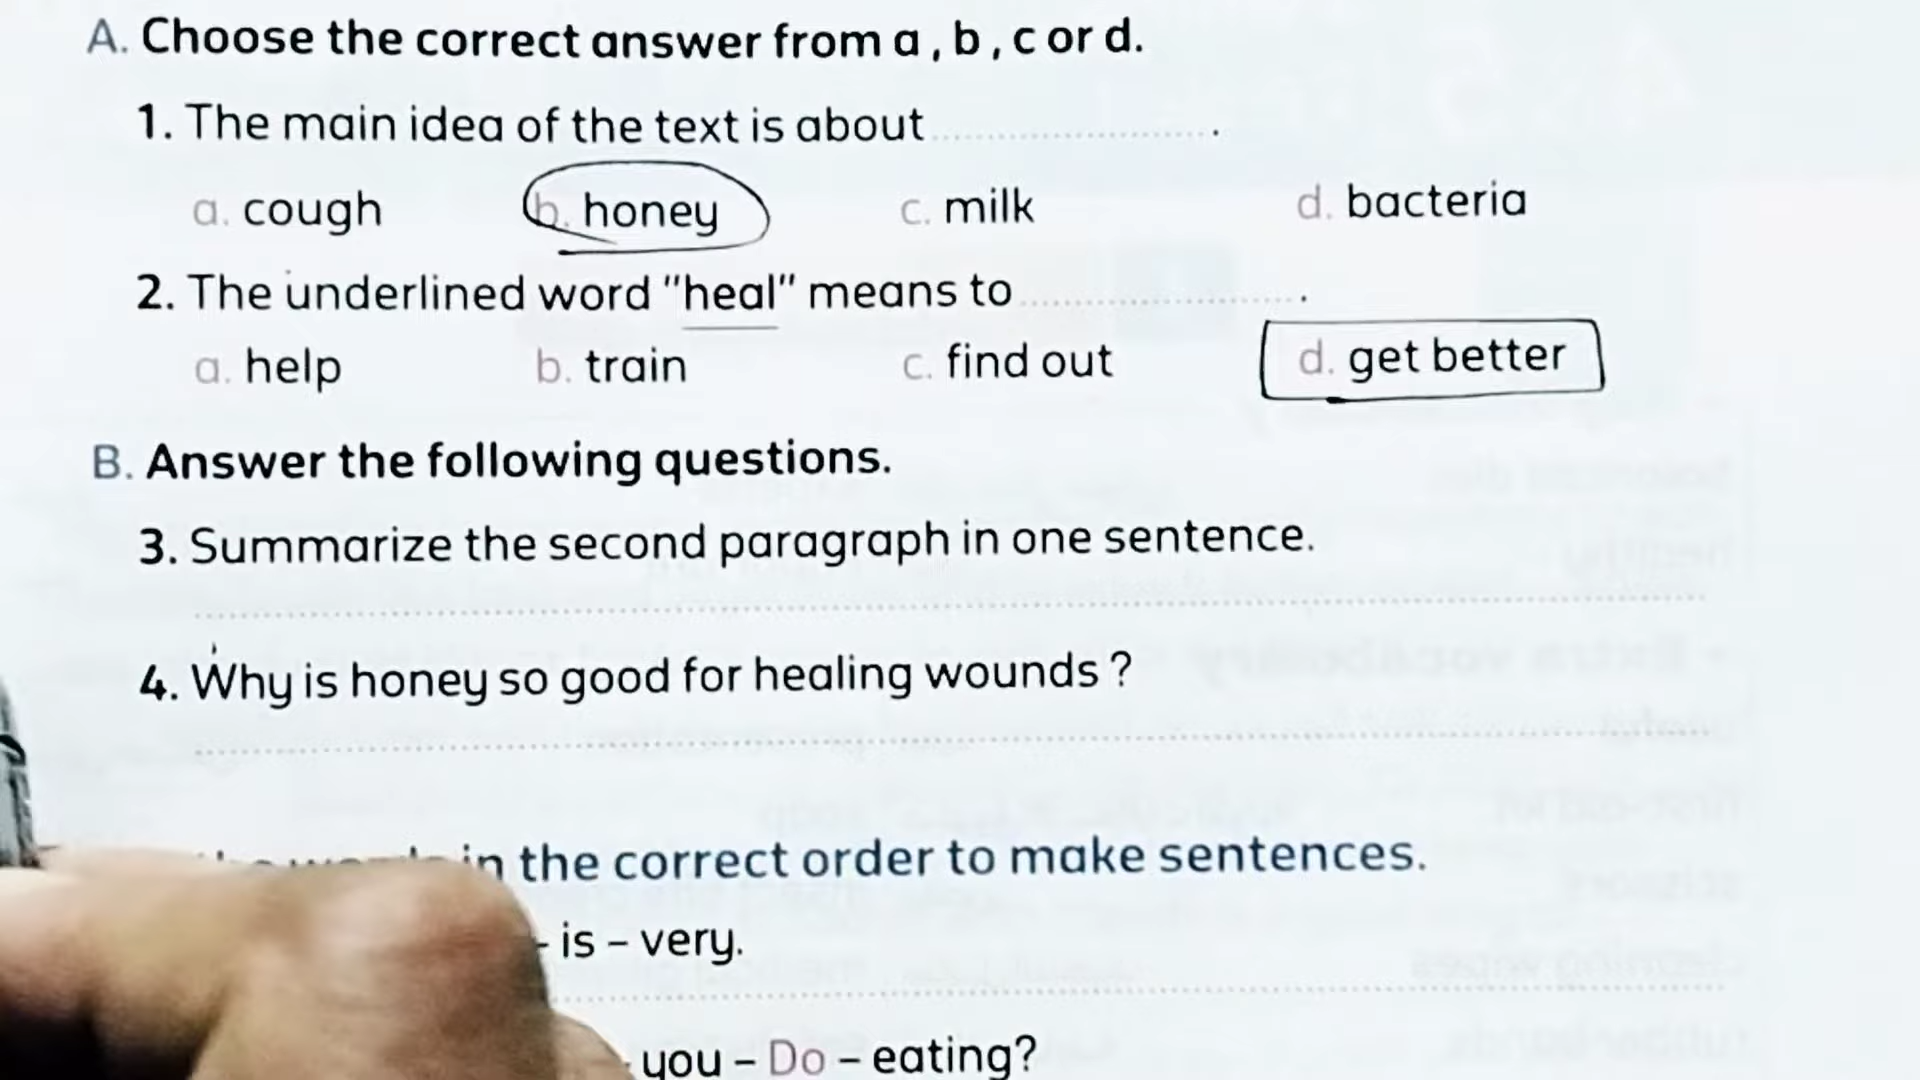 A. Choose the correct answer from a , b , c or d.
1. The main idea of the text is about .
a. cough b. honey c. milk d. bacteria
2. The underlined word "heal" means to .
a. help b. train c. find out d. get better
B. Answer the following questions.
3. Summarize the second paragraph in one sentence.
4. Why is honey so good for healing wounds ?
in the correct order to make sentences.
- is - very.
you - Do - eating?